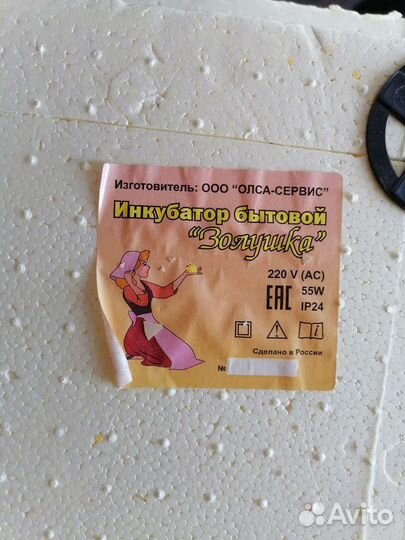 Изготовитель: ООО "ОЛСА-СЕРВИС"
Инкубатор бытовой
"Золушка"
220 V (AC)
EAC 55W
IP24
Сделано в России
№
Avito